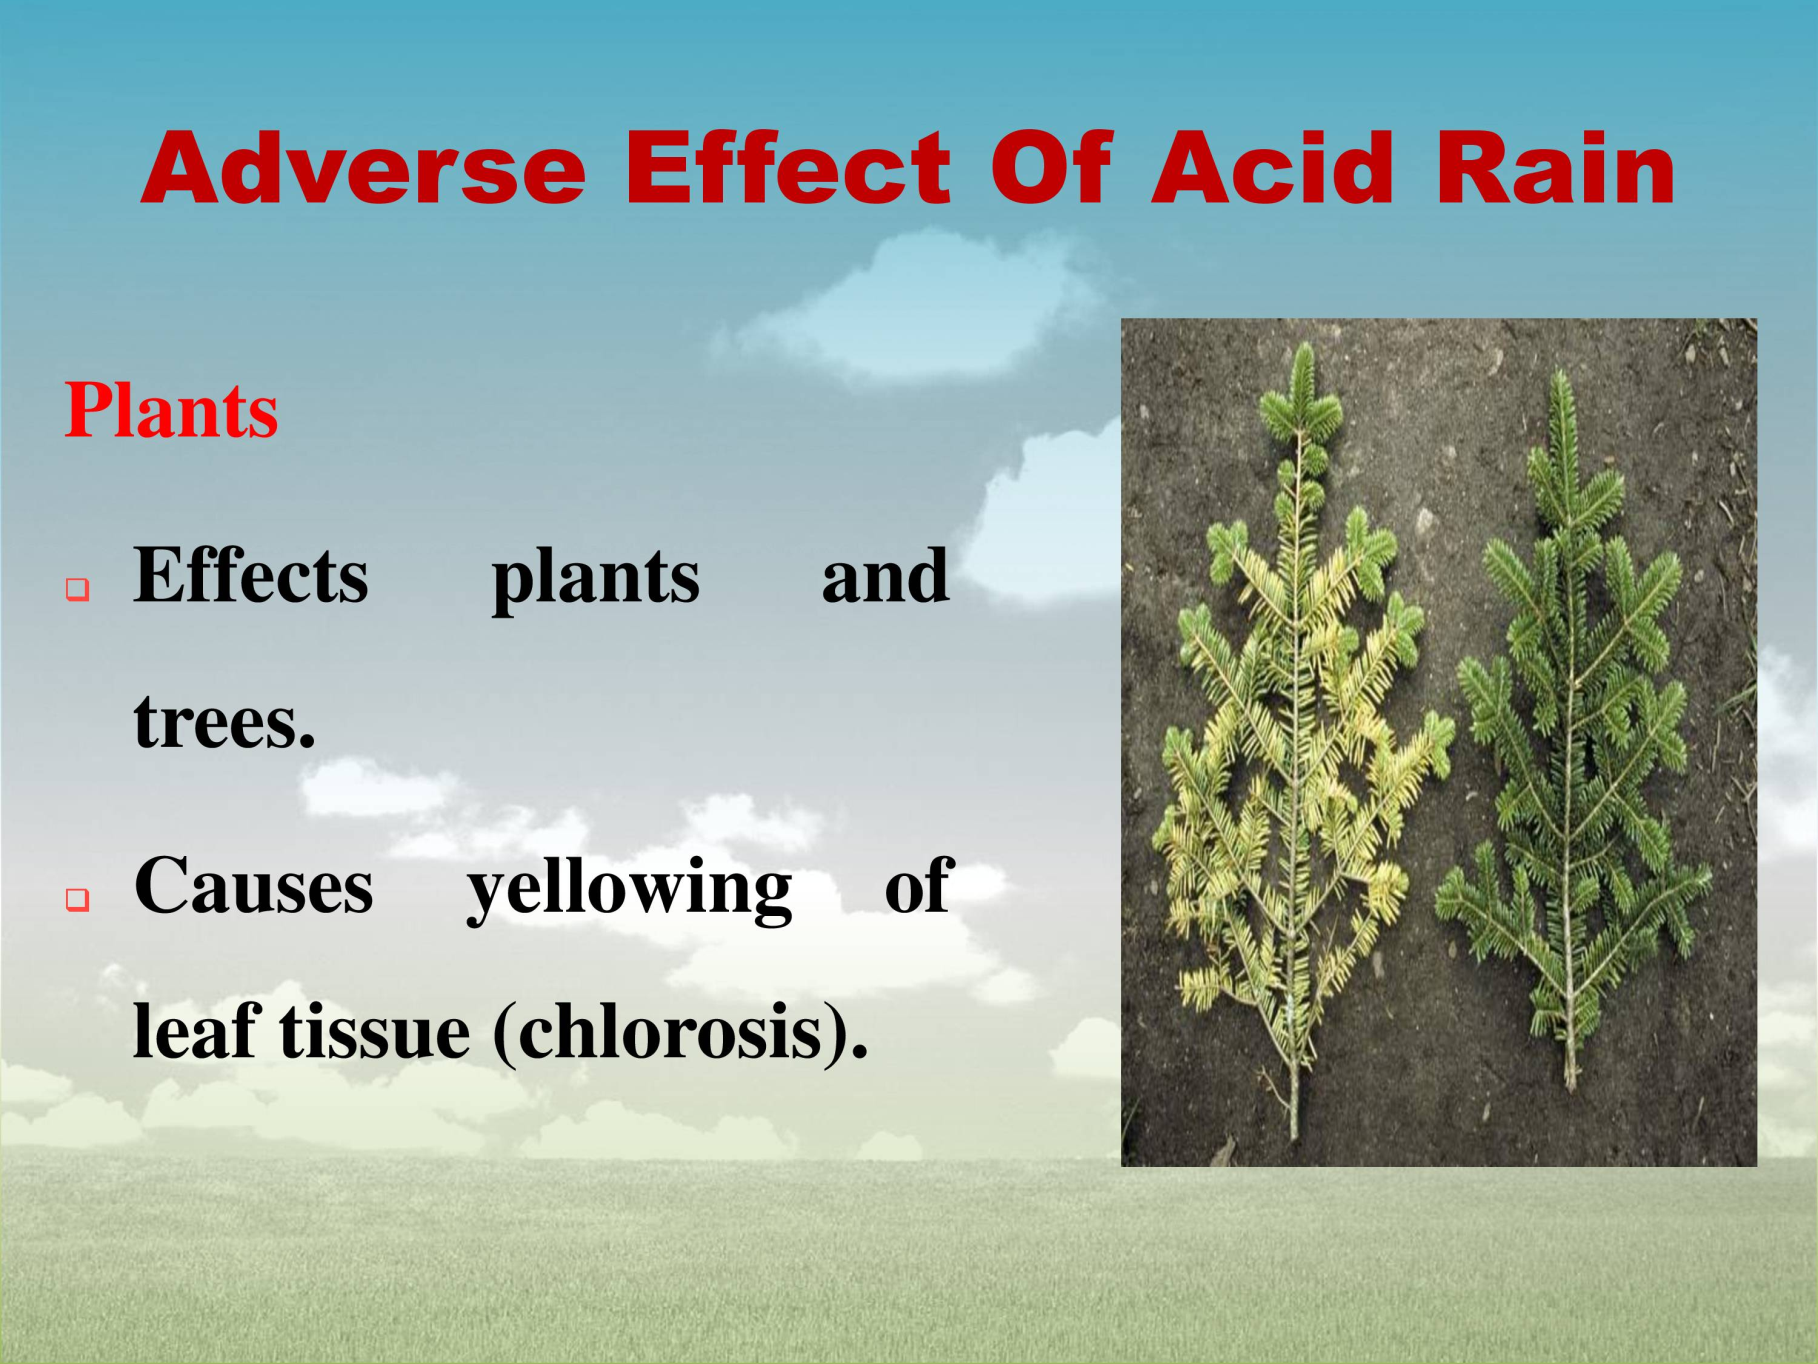 Adverse Effect Of Acid Rain
Plants
Effects plants and
trees.
Causes yellowing of
leaf tissue (chlorosis).